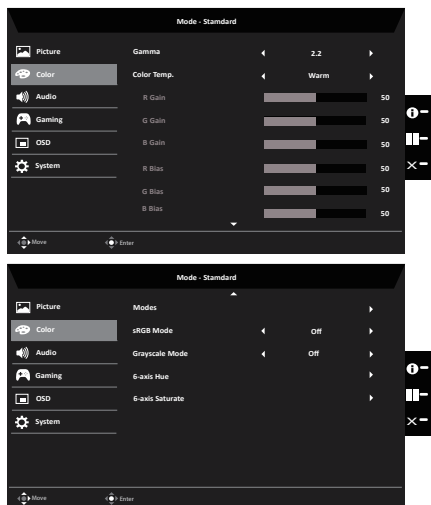 Mode - Stamdard
Picture
Gamma
2.2
Color
Color Temp.
Warm
Audio
R Gain
50
Gaming
G Gain
50
OSD
B Gain
50
System
R Bias
50
G Bias
50
B Bias
50
Move
Enter
Mode - Stamdard
Picture
Modes
Color
sRGB Mode
Off
Audio
Grayscale Mode
Off
Gaming
6-axis Hue
OSD
6-axis Saturate
System
Move
Enter